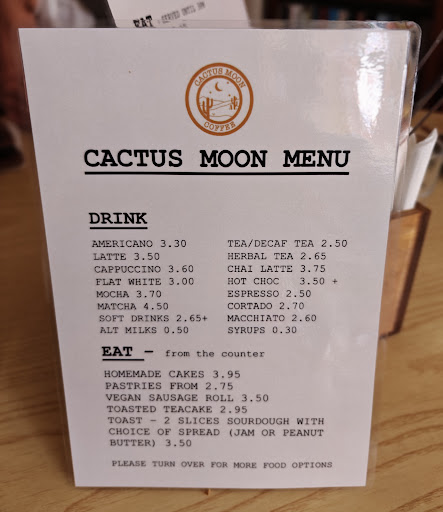 EAT - SERVED UNTIL 3PM
CACTUS MOON
COFFEE
CACTUS MOON MENU
DRINK
AMERICANO 3.30
LATTE 3.50
CAPPUCCINO 3.60
FLAT WHITE 3.00
MOCHA 3.70
MATCHA 4.50
SOFT DRINKS 2.65+
ALT MILKS 0.50
TEA/DECAF TEA 2.50
HERBAL TEA 2.65
CHAI LATTE 3.75
HOT CHOC 3.50 +
ESPRESSO 2.50
CORTADO 2.70
MACCHIATO 2.60
SYRUPS 0.30
EAT - from the counter
HOMEMADE CAKES 3.95
PASTRIES FROM 2.75
VEGAN SAUSAGE ROLL 3.50
TOASTED TEACAKE 2.95
TOAST - 2 SLICES SOURDOUGH WITH
CHOICE OF SPREAD (JAM OR PEANUT
BUTTER) 3.50
PLEASE TURN OVER FOR MORE FOOD OPTIONS